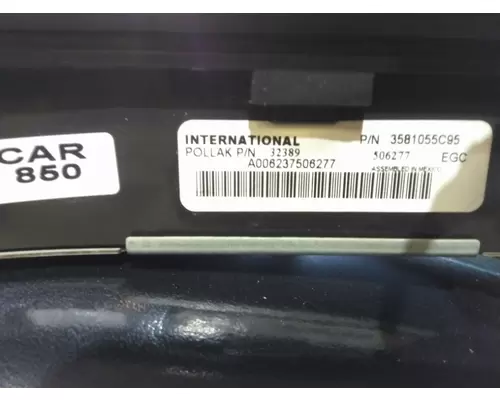 CAR
850
INTERNATIONAL P/N 3581055C95
POLLAK P/N 32389 506277 EGC
A006237506277 ASSEMBLED IN MEXICO